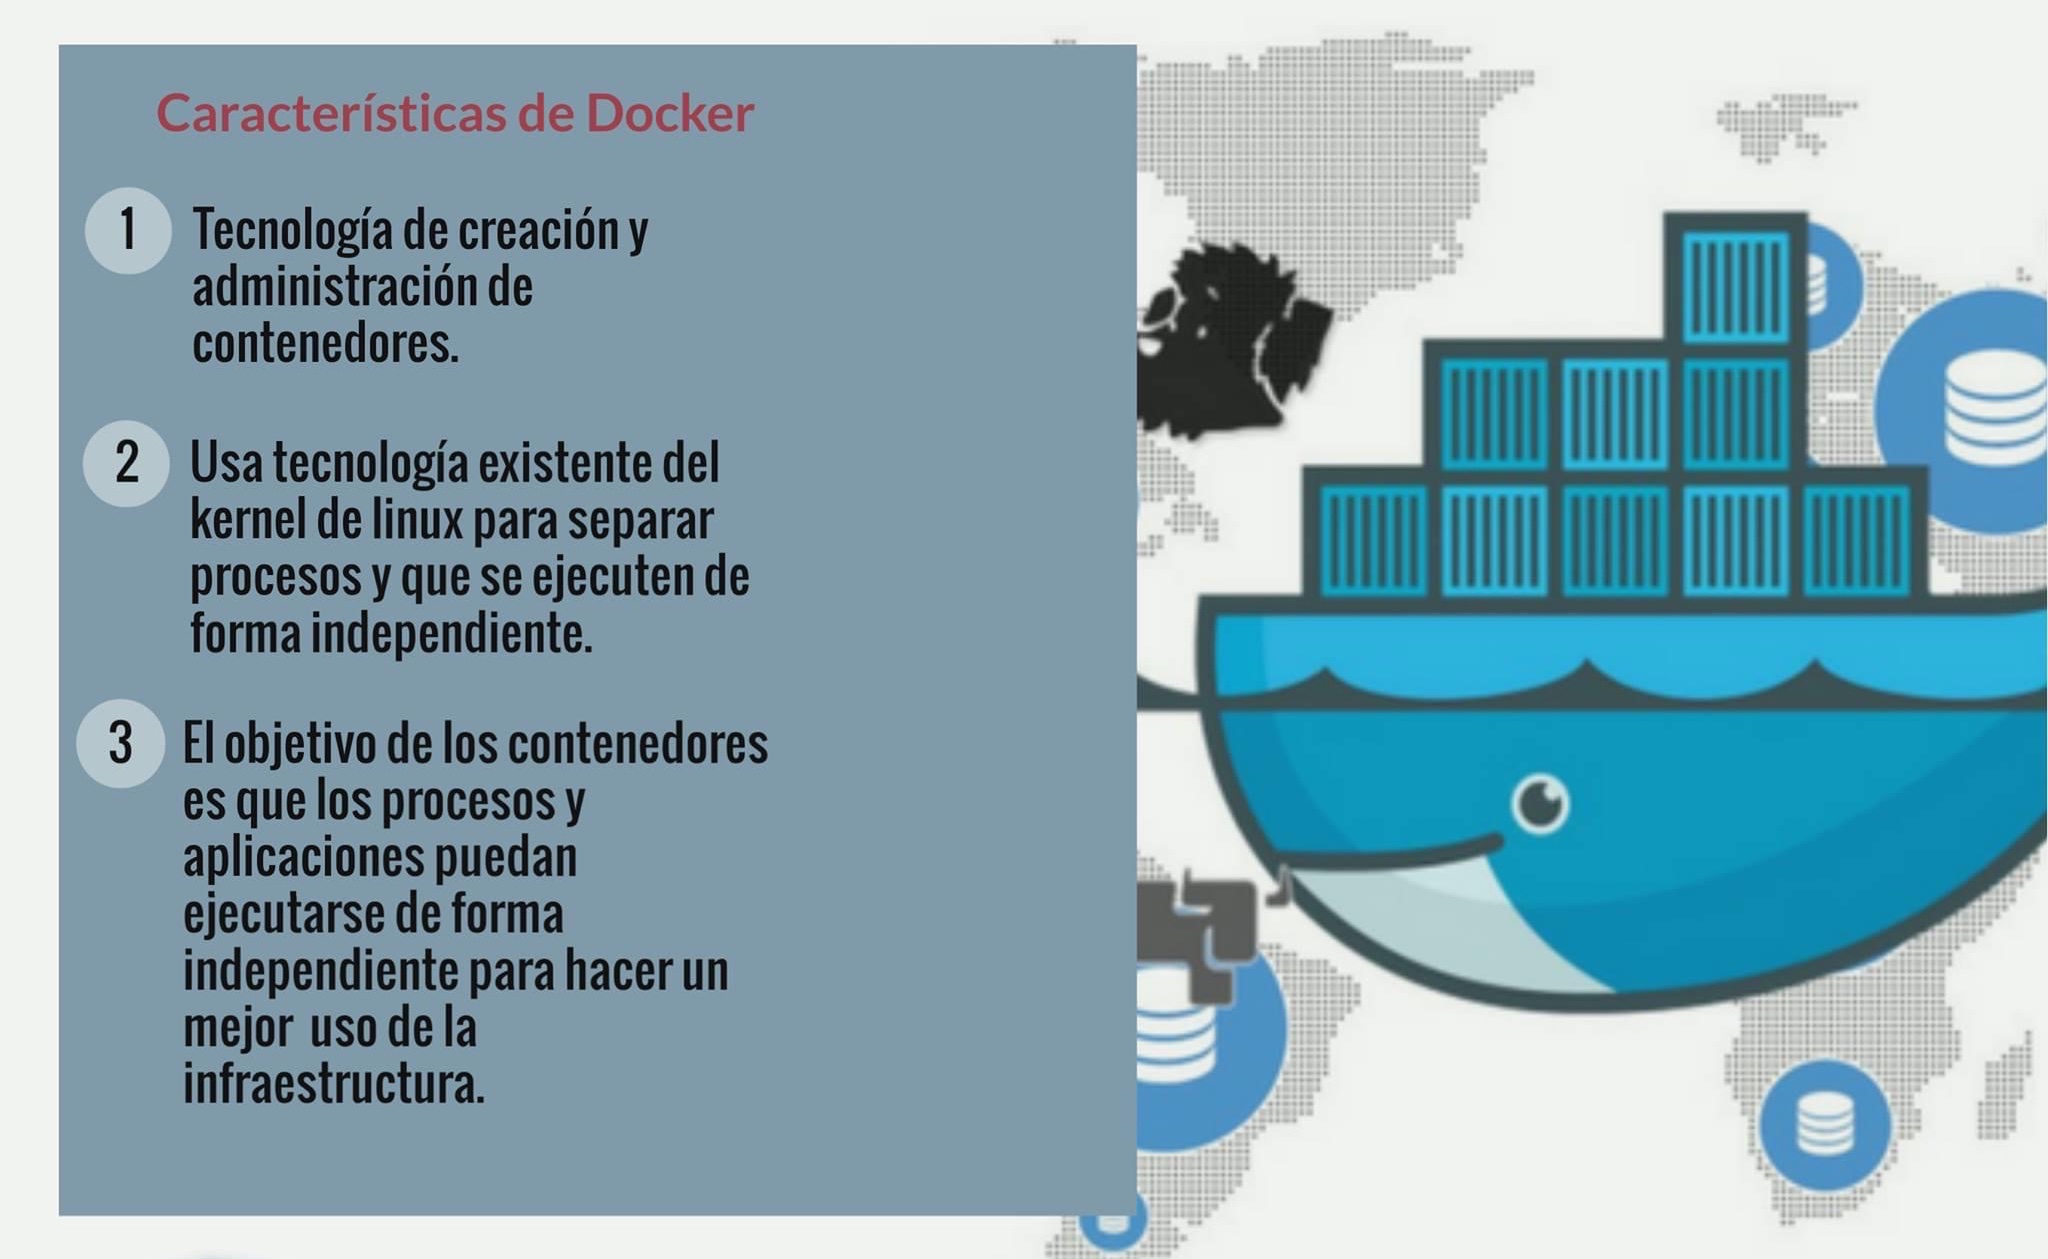 Características de Docker
1 Tecnología de creación y
administración de
contenedores.
2 Usa tecnología existente del
kernel de linux para separar
procesos y que se ejecuten de
forma independiente.
3 El objetivo de los contenedores
es que los procesos y
aplicaciones puedan
ejecutarse de forma
independiente para hacer un
mejor  uso de la
infraestructura.